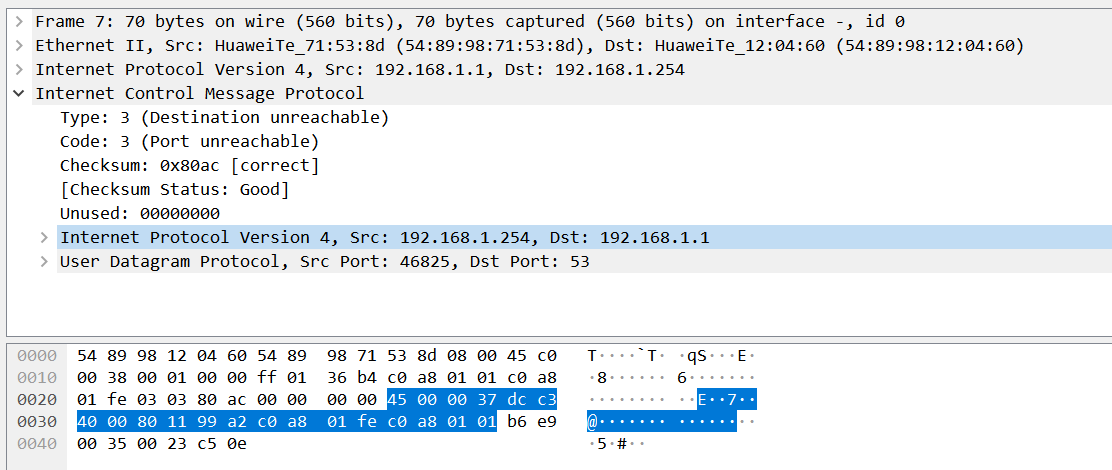 Frame 7: 70 bytes on wire (560 bits), 70 bytes captured (560 bits) on interface -, id 0
Ethernet II, Src: HuaweiTe_71:53:8d (54:89:98:71:53:8d), Dst: HuaweiTe_12:04:60 (54:89:98:12:04:60)
Internet Protocol Version 4, Src: 192.168.1.1, Dst: 192.168.1.254
Internet Control Message Protocol
Type: 3 (Destination unreachable)
Code: 3 (Port unreachable)
Checksum: 0x80ac [correct]
[Checksum Status: Good]
Unused: 00000000
Internet Protocol Version 4, Src: 192.168.1.254, Dst: 192.168.1.1
User Datagram Protocol, Src Port: 46825, Dst Port: 53
0000 54 89 98 12 04 60 54 89 98 71 53 8d 08 00 45 c0 T····`T· ·qS···E·
0010 00 38 00 01 00 00 ff 01 36 b4 c0 a8 01 01 c0 a8 ·8······ 6·······
0020 01 fe 03 03 80 ac 00 00 00 00 45 00 00 37 dc c3 ········ ··E··7··
0030 40 00 80 11 99 a2 c0 a8 01 fe c0 a8 01 01 b6 e9 @······· ········
0040 00 35 00 23 c5 0e ·5·#··